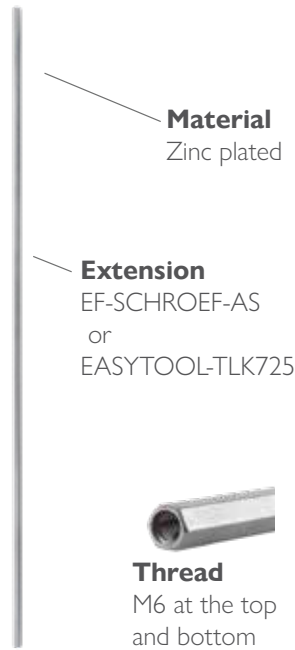 Material
Zinc plated
Extension
EF-SCHROEF-AS
or
EASYTOOL-TLK725
Thread
M6 at the top
and bottom